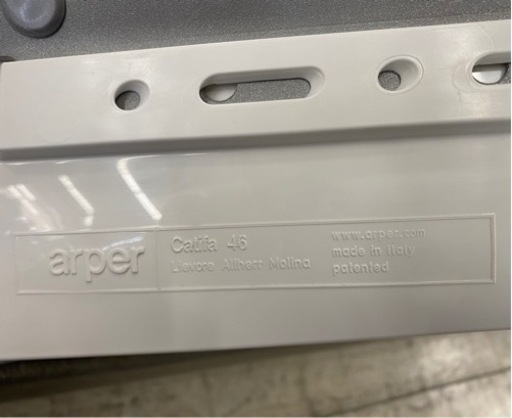 arper
Catifa 46
Lievore Altherr Molina
www.arper.com
made in Italy
patented